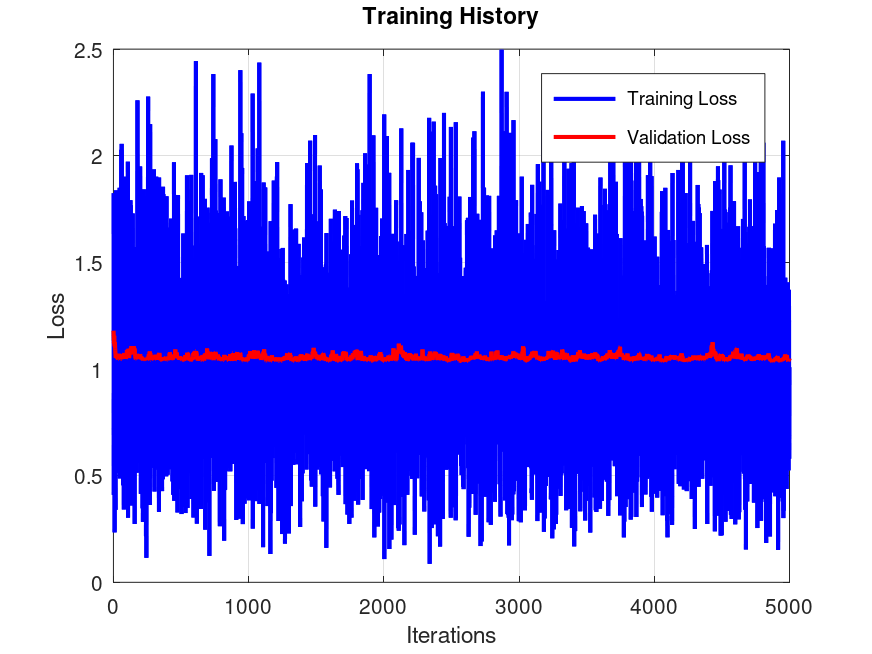 Training History
2.5
2
1.5
1
0.5
0
Loss
Training Loss
Validation Loss
0 1000 2000 3000 4000 5000
Iterations